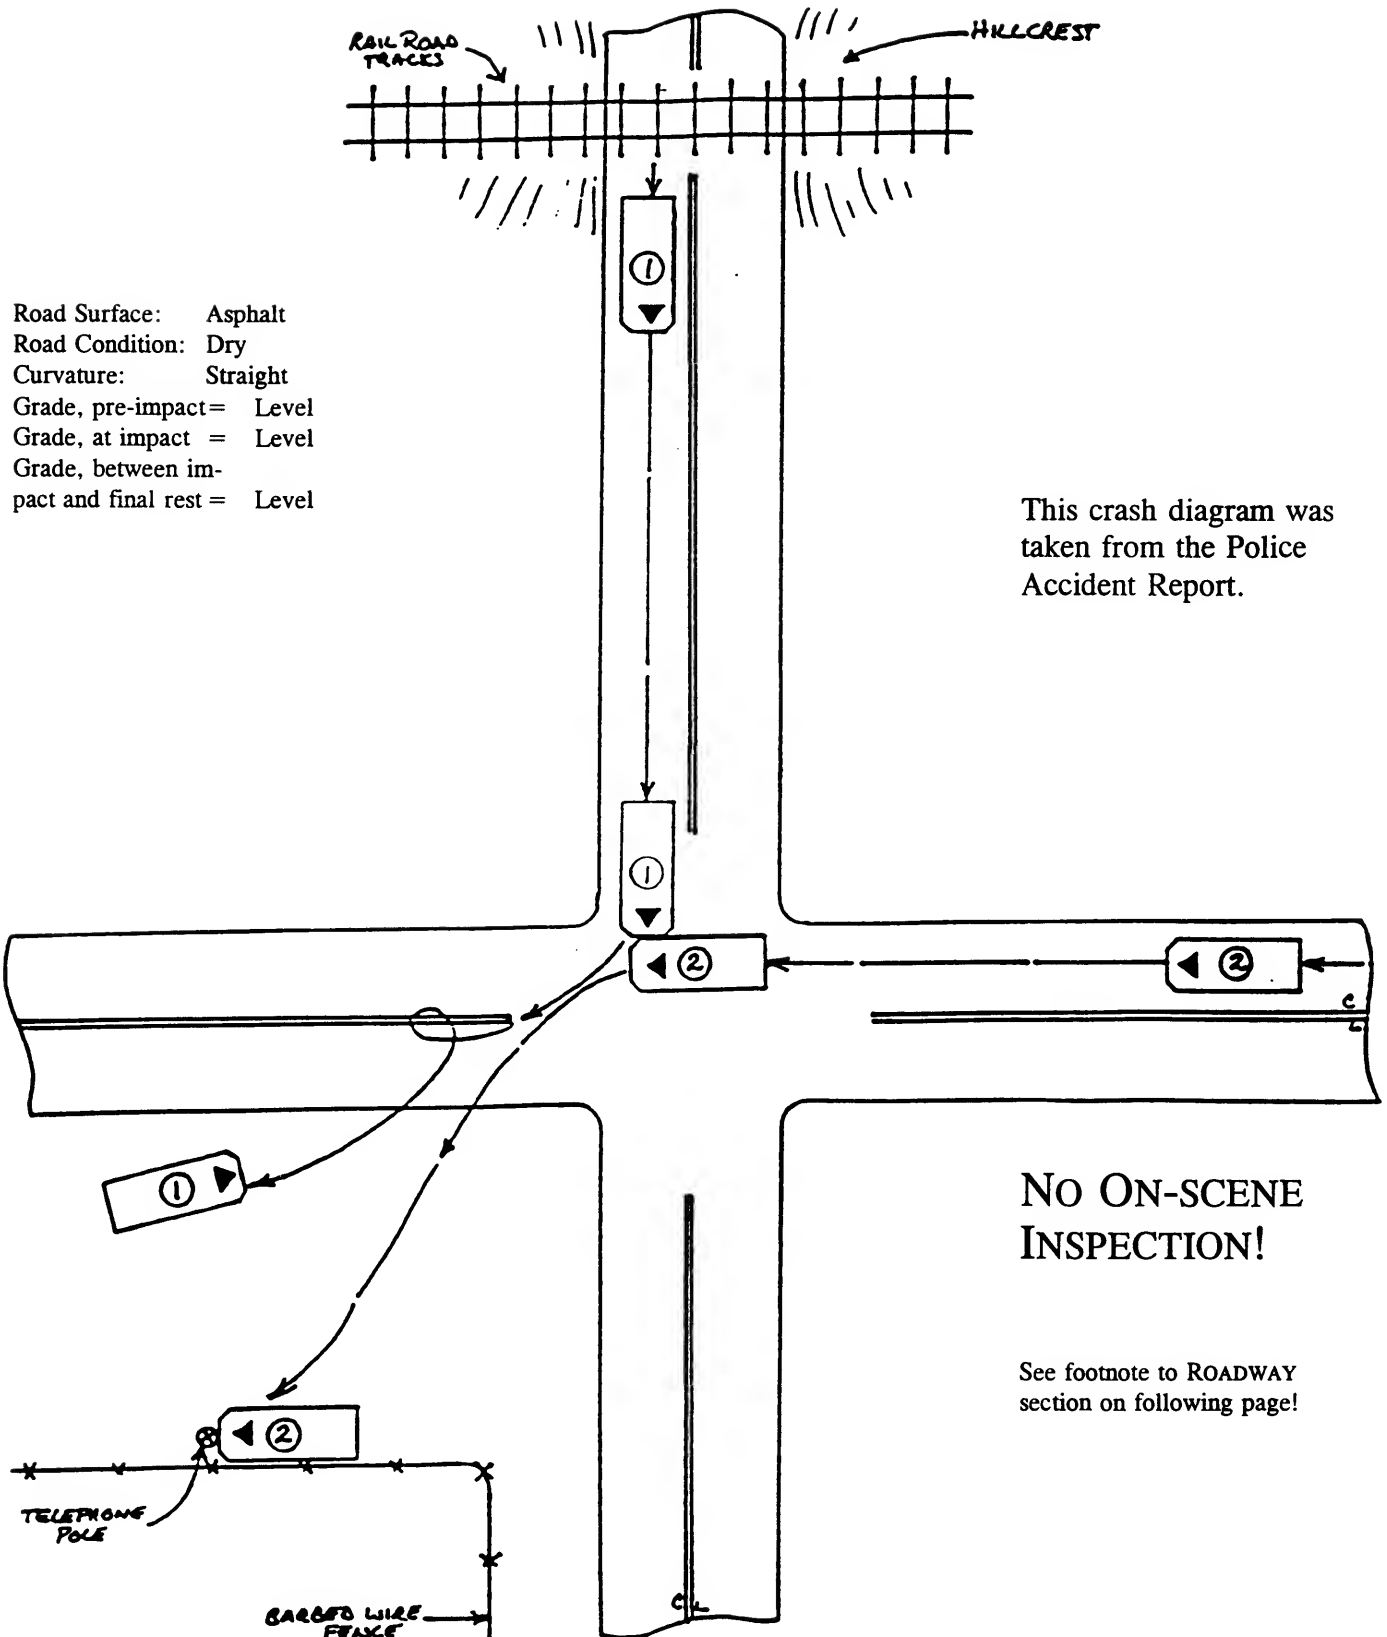 RAIL ROAD
TRACKS
HILLCREST
1
Road Surface: Asphalt
Road Condition: Dry
Curvature: Straight
Grade, pre-impact= Level
Grade, at impact = Level
Grade, between im-
pact and final rest = Level
This crash diagram was
taken from the Police
Accident Report.
1
2
2
C
L
1
NO ON-SCENE
INSPECTION!
See footnote to ROADWAY
section on following page!
2
TELEPHONE
POLE
C L
BARBED WIRE
FENCE